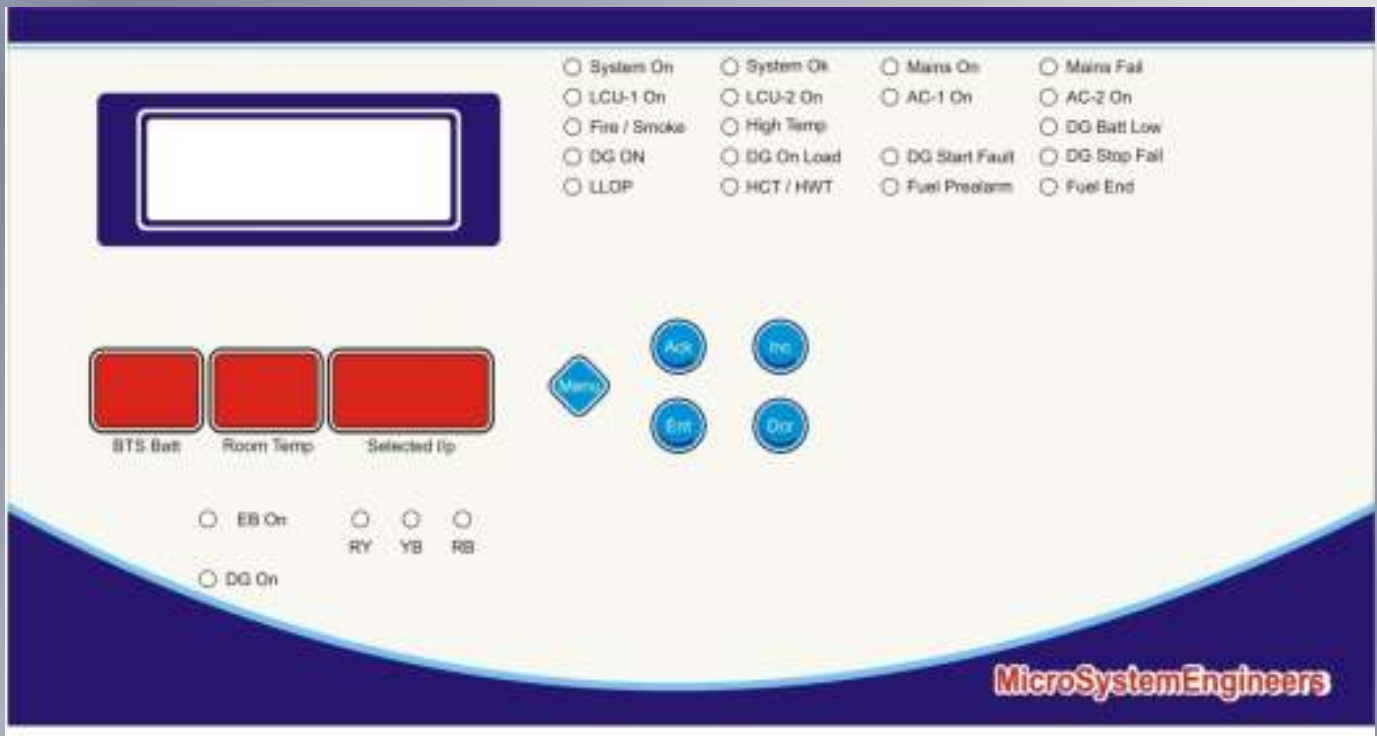 System On System Ok Mains On Mains Fail
LCU-1 On LCU-2 On AC-1 On AC-2 On
Fire / Smoke High Temp DG Batt Low
DG ON DG On Load DG Start Fault DG Stop Fail
LLOP HCT / HWT Fuel Prealarm Fuel End
Ack Inc
Menu
Ent Dcr
BTS Batt Room Temp Selected I/p
EB On
RY YB RB
DG On
MicroSystemEngineers